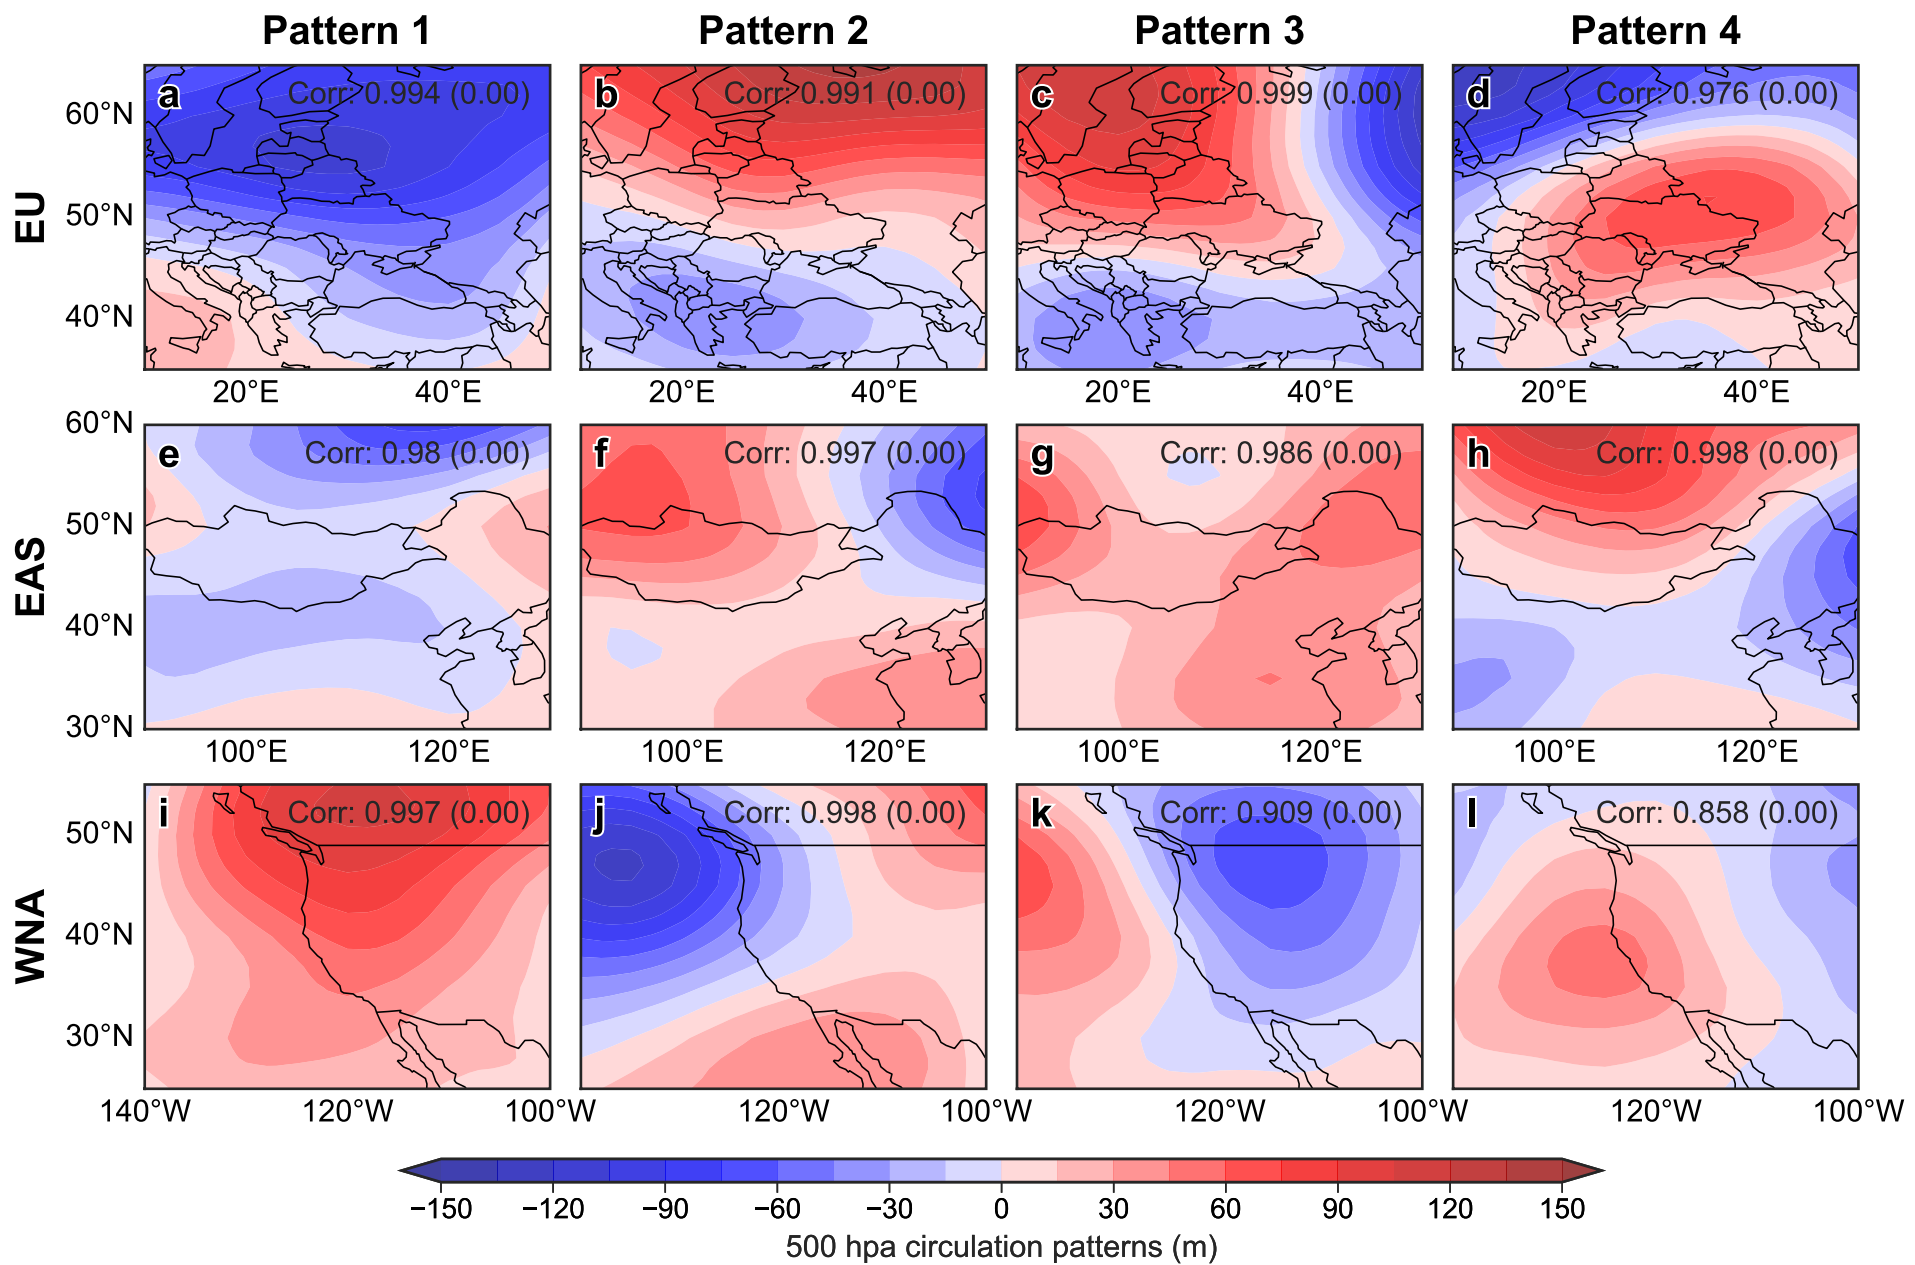 Pattern 1 Pattern 2 Pattern 3 Pattern 4
EU
60°N
50°N
40°N
a Corr: 0.994 (0.00)
b Corr: 0.991 (0.00)
c Corr: 0.999 (0.00)
d Corr: 0.976 (0.00)
20°E 40°E 20°E 40°E 20°E 40°E 20°E 40°E
EAS
60°N
50°N
40°N
30°N
e Corr: 0.98 (0.00)
f Corr: 0.997 (0.00)
g Corr: 0.986 (0.00)
h Corr: 0.998 (0.00)
100°E 120°E 100°E 120°E 100°E 120°E 100°E 120°E
WNA
50°N
40°N
30°N
i Corr: 0.997 (0.00)
j Corr: 0.998 (0.00)
k Corr: 0.909 (0.00)
l Corr: 0.858 (0.00)
140°W 120°W 100°W 120°W 100°W 120°W 100°W 120°W 100°W
−150 −120 −90 −60 −30 0 30 60 90 120 150
500 hpa circulation patterns (m)